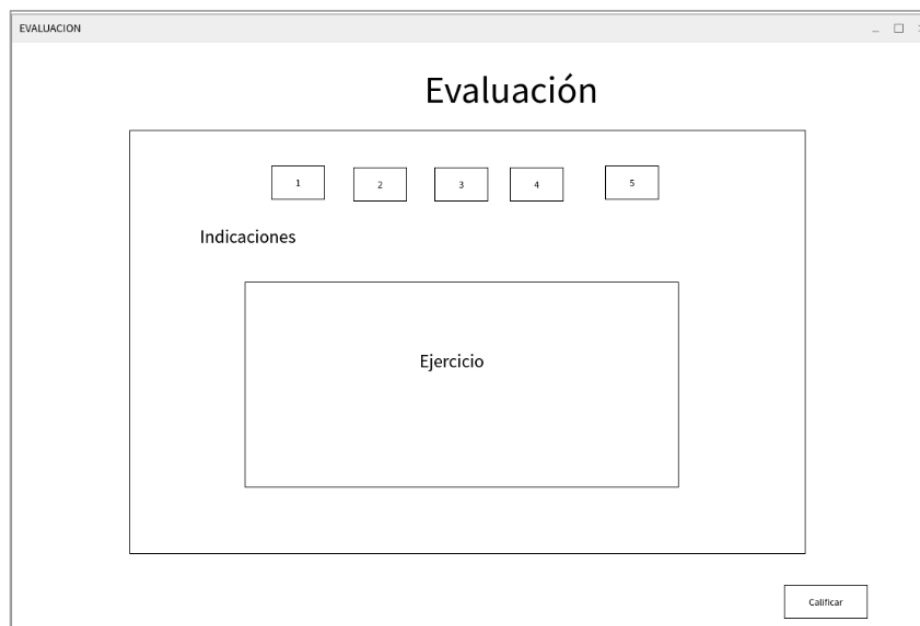 EVALUACION
Evaluación
1 2 3 4 5
Indicaciones
Ejercicio
Calificar